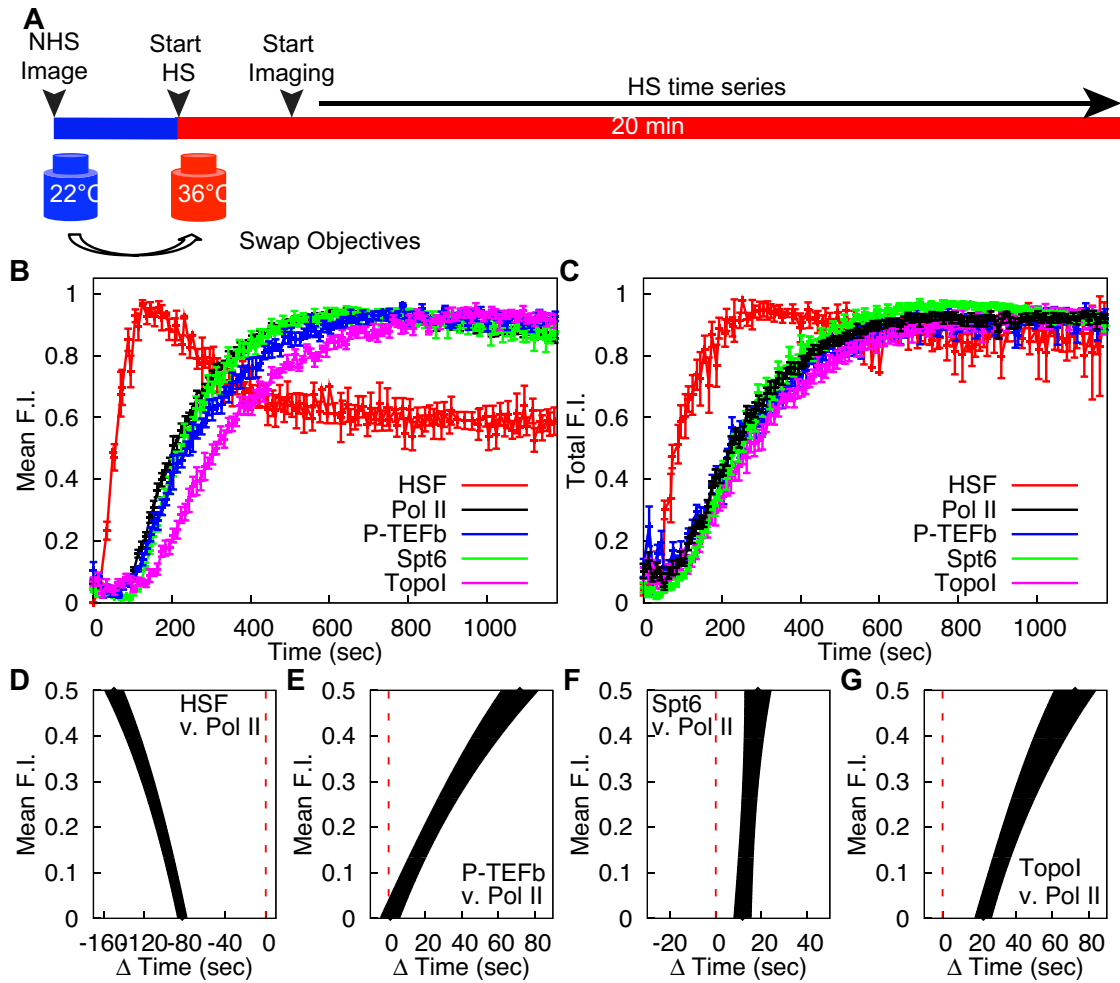 A
NHS
Image
Start
HS
Start
Imaging
HS time series
20 min
22°C
36°C
Swap Objectives
B
1
0.8
0.6
0.4
0.2
0
Mean F.I.
HSF
Pol II
P-TEFb
Spt6
TopoI
0 200 400 600 800 1000
Time (sec)
C
1
0.8
0.6
0.4
0.2
0
Total F.I.
HSF
Pol II
P-TEFb
Spt6
TopoI
0 200 400 600 800 1000
Time (sec)
D
0.5
0.4
0.3
0.2
0.1
0
Mean F.I.
HSF
v. Pol II
-160 -120 -80 -40 0
Δ Time (sec)
E
0.5
0.4
0.3
0.2
0.1
0
Mean F.I.
P-TEFb
v. Pol II
0 20 40 60 80
Δ Time (sec)
F
0.5
0.4
0.3
0.2
0.1
0
Mean F.I.
Spt6
v. Pol II
-20 0 20 40
Δ Time (sec)
G
0.5
0.4
0.3
0.2
0.1
0
Mean F.I.
TopoI
v. Pol II
0 20 40 60 80
Δ Time (sec)